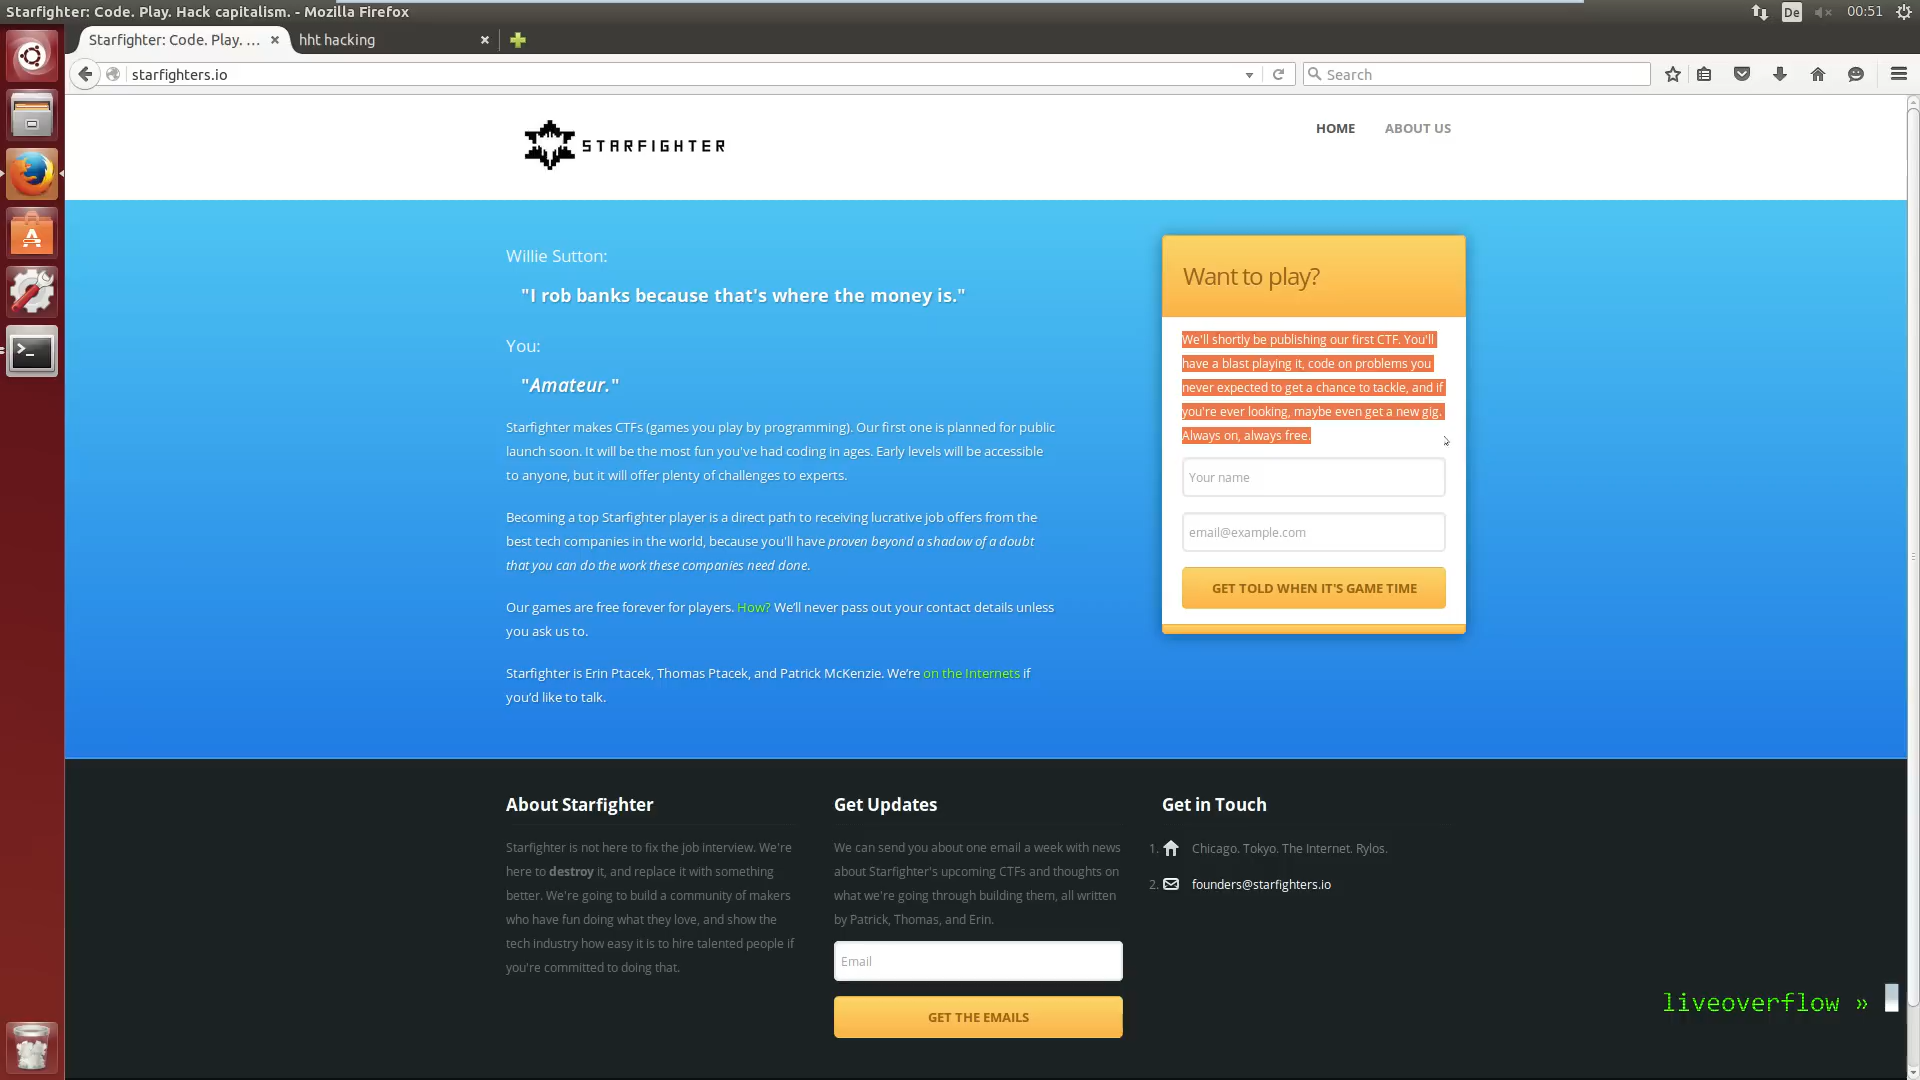 Starfighter: Code. Play. Hack capitalism. - Mozilla Firefox
De
00:51
Starfighter: Code. Play. ...
hht hacking
starfighters.io
Search
STARFIGHTER
HOME
ABOUT US
Willie Sutton:
"I rob banks because that's where the money is."
You:
"Amateur."
Starfighter makes CTFs (games you play by programming). Our first one is planned for public
launch soon. It will be the most fun you've had coding in ages. Early levels will be accessible
to anyone, but it will offer plenty of challenges to experts.
Becoming a top Starfighter player is a direct path to receiving lucrative job offers from the
best tech companies in the world, because you'll have proven beyond a shadow of a doubt
that you can do the work these companies need done.
Our games are free forever for players. How? We'll never pass out your contact details unless
you ask us to.
Starfighter is Erin Ptacek, Thomas Ptacek, and Patrick McKenzie. We're on the Internets if
you'd like to talk.
Want to play?
We'll shortly be publishing our first CTF. You'll
have a blast playing it, code on problems you
never expected to get a chance to tackle, and if
you're ever looking, maybe even get a new gig.
Always on, always free.
Your name
email@example.com
GET TOLD WHEN IT'S GAME TIME
About Starfighter
Starfighter is not here to fix the job interview. We're
here to destroy it, and replace it with something
better. We're going to build a community of makers
who have fun doing what they love, and show the
tech industry how easy it is to hire talented people if
you're committed to doing that.
Get Updates
We can send you about one email a week with news
about Starfighter's upcoming CTFs and thoughts on
what we're going through building them, all written
by Patrick, Thomas, and Erin.
Email
GET THE EMAILS
Get in Touch
1. Chicago. Tokyo. The Internet. Rylos.
2. founders@starfighters.io
liveoverflow »